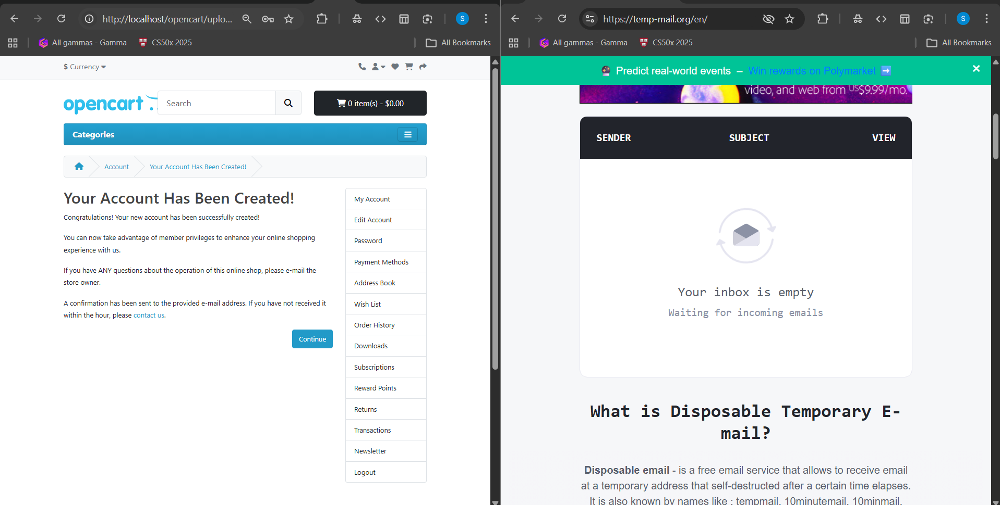 http://localhost/opencart/uplo...
S
All gammas - Gamma
CS50x 2025
All Bookmarks
$ Currency
opencart
Search
0 item(s) - $0.00
Categories
Account
Your Account Has Been Created!
Your Account Has Been Created!
Congratulations! Your new account has been successfully created!
You can now take advantage of member privileges to enhance your online shopping
experience with us.
If you have ANY questions about the operation of this online shop, please e-mail the
store owner.
A confirmation has been sent to the provided e-mail address. If you have not received it
within the hour, please contact us.
Continue
My Account
Edit Account
Password
Payment Methods
Address Book
Wish List
Order History
Downloads
Subscriptions
Reward Points
Returns
Transactions
Newsletter
Logout
https://temp-mail.org/en/
S
All gammas - Gamma
CS50x 2025
All Bookmarks
Predict real-world events – Win rewards on Polymarket
video, and web from US$9.99/mo.
SENDER
SUBJECT
VIEW
Your inbox is empty
Waiting for incoming emails
What is Disposable Temporary E-
mail?
Disposable email - is a free email service that allows to receive email
at a temporary address that self-destructed after a certain time elapses.
It is also known by names like : tempmail, 10minutemail, 10minmail,